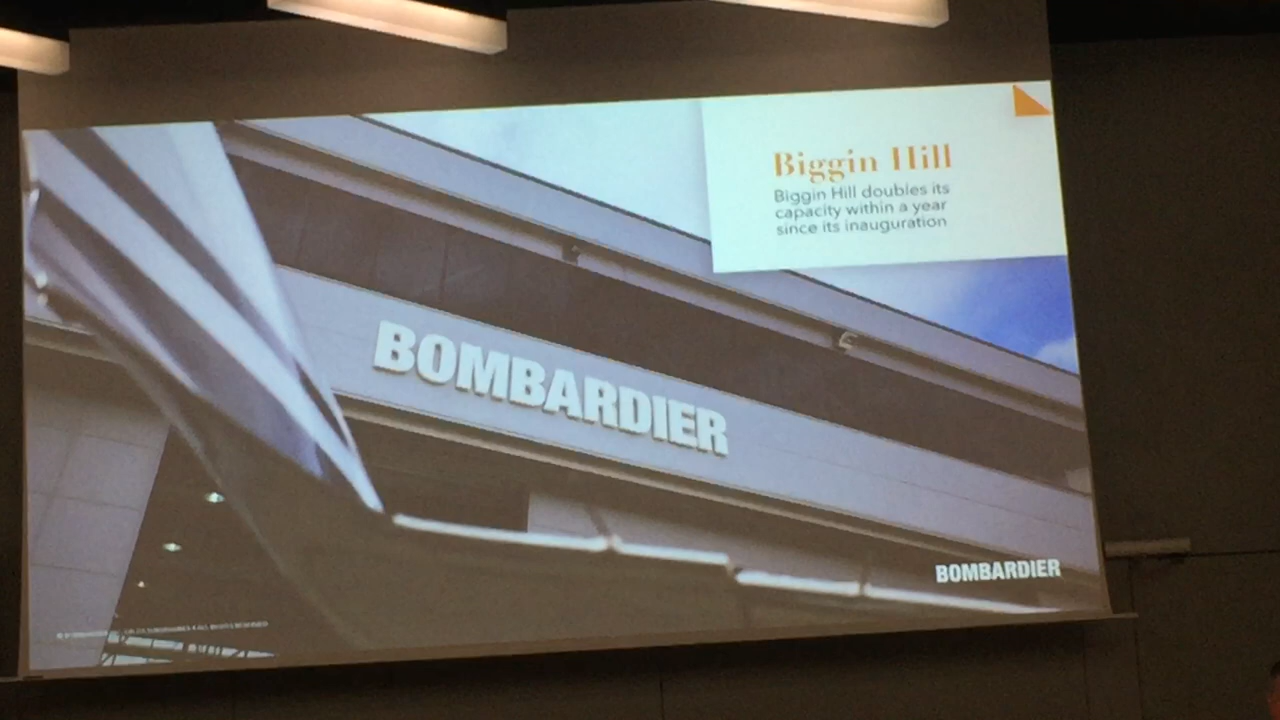 Biggin Hill
Biggin Hill doubles its
capacity within a year
since its inauguration
BOMBARDIER
BOMBARDIER